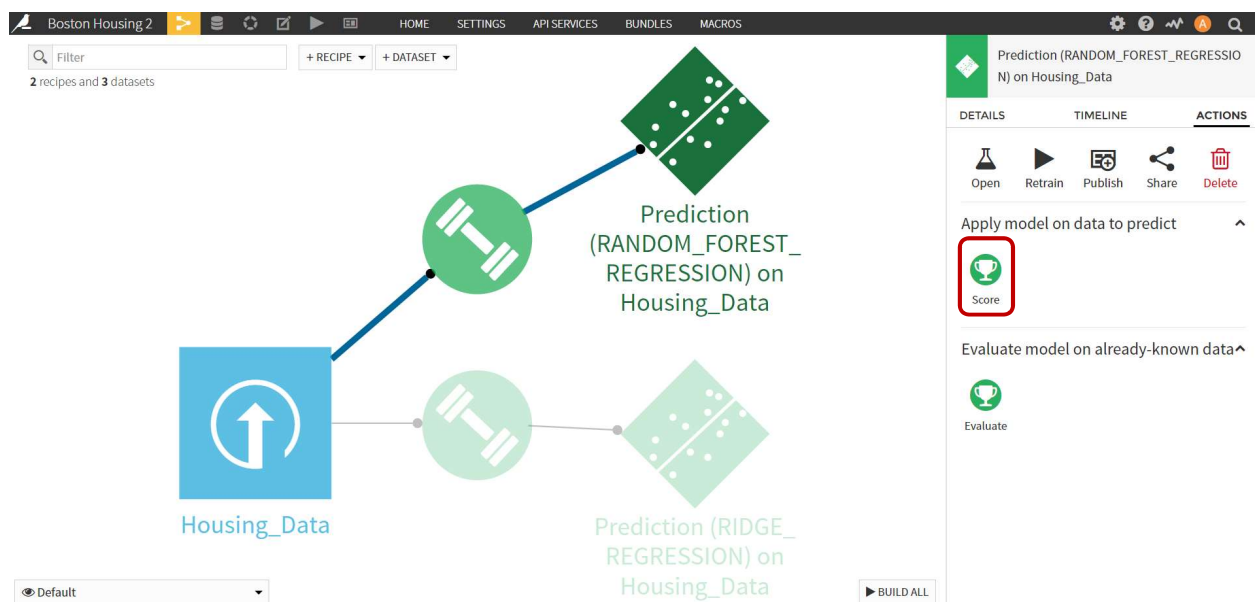 Boston Housing 2
HOME SETTINGS API SERVICES BUNDLES MACROS
A
Filter
+ RECIPE + DATASET
2 recipes and 3 datasets
Prediction
(RANDOM_FOREST_
REGRESSION) on
Housing_Data
Housing_Data
Prediction (RIDGE_
REGRESSION) on
Housing_Data
Default
BUILD ALL
Prediction (RANDOM_FOREST_REGRESSIO
N) on Housing_Data
DETAILS TIMELINE ACTIONS
Open Retrain Publish Share Delete
Apply model on data to predict
Score
Evaluate model on already-known data
Evaluate